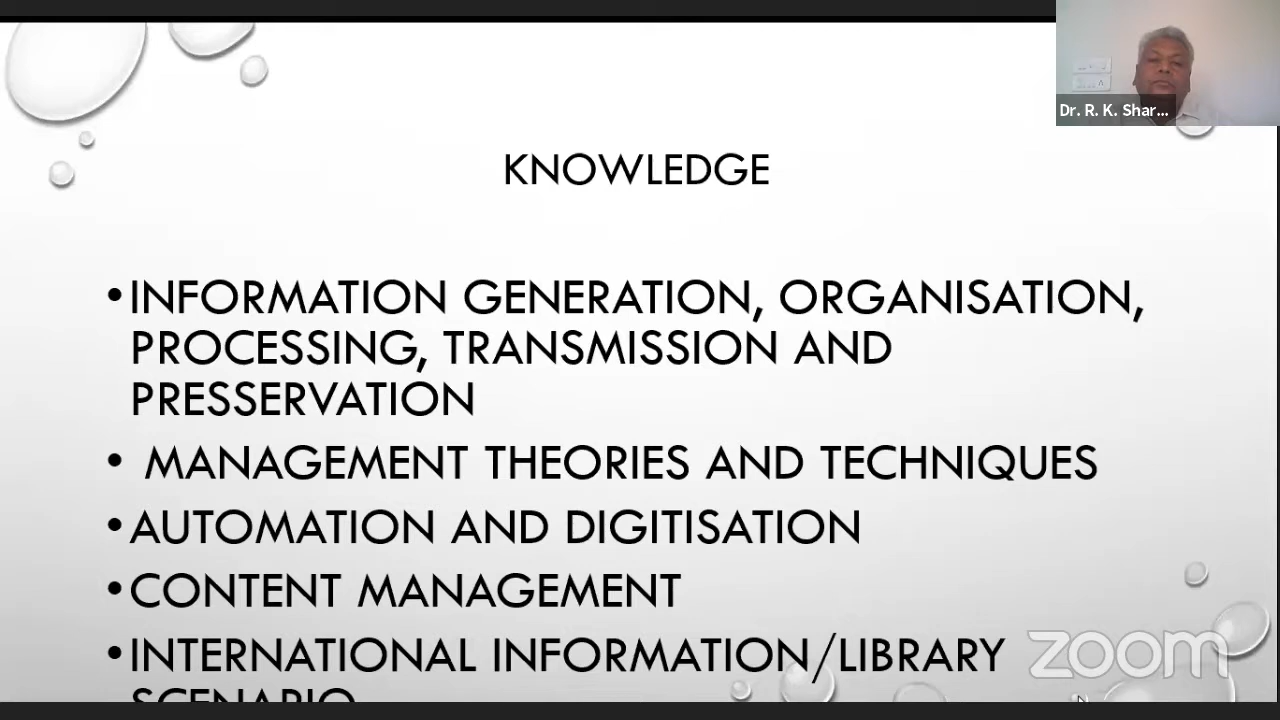 Dr. R. K. Shar...
KNOWLEDGE
•INFORMATION GENERATION, ORGANISATION,
PROCESSING, TRANSMISSION AND
PRESSERVATION
• MANAGEMENT THEORIES AND TECHNIQUES
•AUTOMATION AND DIGITISATION
•CONTENT MANAGEMENT
•INTERNATIONAL INFORMATION/LIBRARY
SCENARIO
zoom